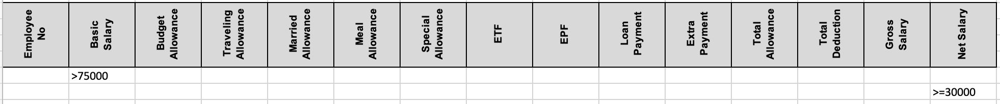 Employee
No
Basic
Salary
Budget
Allowance
Traveling
Allowance
Married
Allowance
Meal
Allowance
Special
Allowance
ETF
EPF
Loan
Payment
Extra
Payment
Total
Allowance
Total
Deduction
Gross
Salary
Net Salary
>75000
>=30000